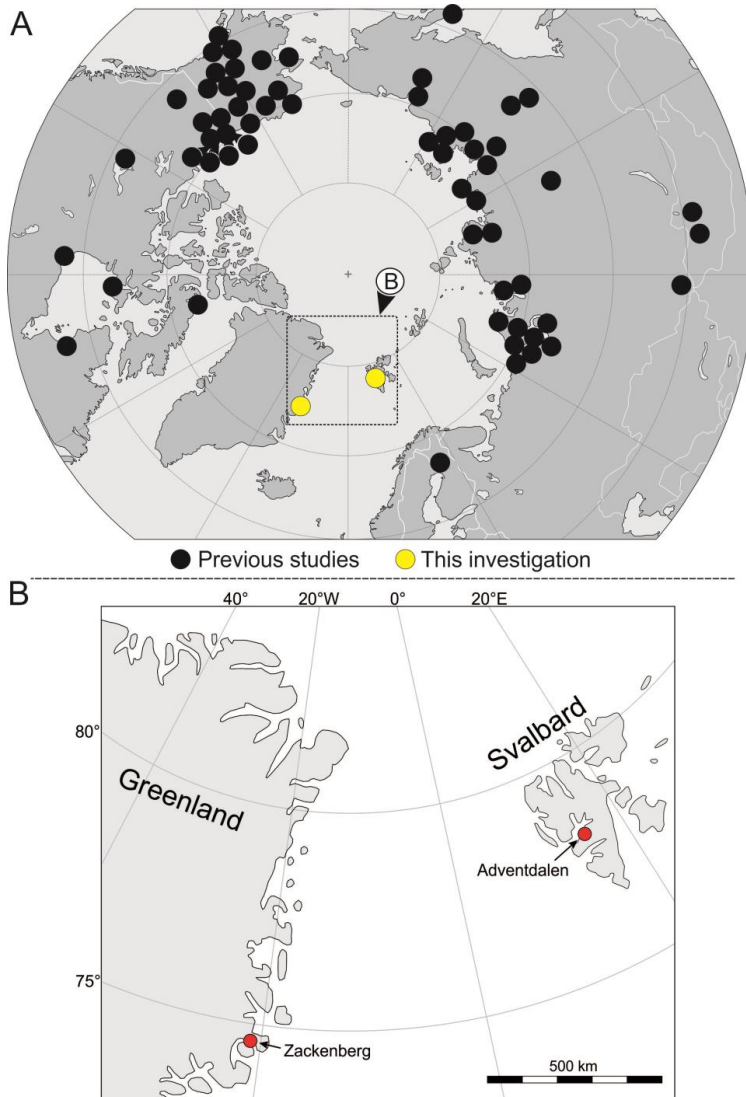 A
B
Previous studies
This investigation
B
40°
20°W
0°
20°E
80°
Svalbard
Greenland
Adventdalen
75°
Zackenberg
500 km